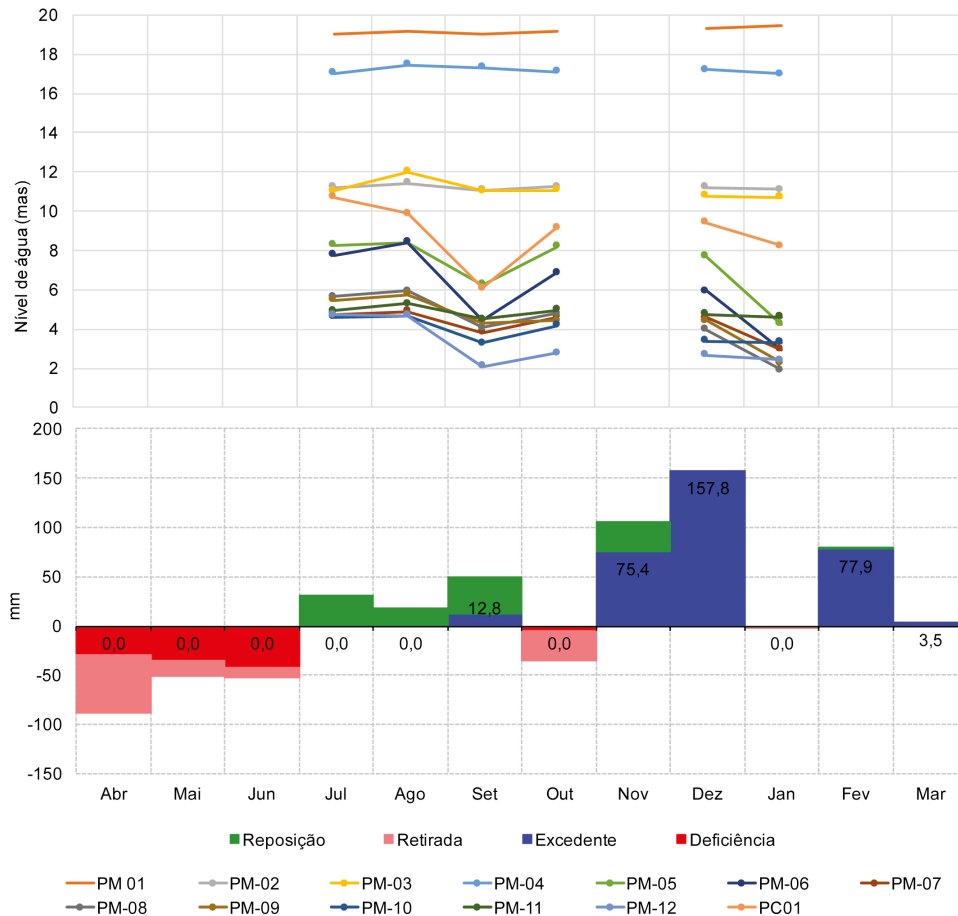 20
18
16
14
12
10
8
6
4
2
0
Nível de água (mas)
200
150
100
50
0
-50
-100
-150
mm
0,0 0,0 0,0 0,0 0,0 12,8 0,0 75,4 157,8 0,0 77,9 3,5
Abr Mai Jun Jul Ago Set Out Nov Dez Jan Fev Mar
Reposição Retirada Excedente Deficiência
PM 01 PM-02 PM-03 PM-04 PM-05 PM-06 PM-07
PM-08 PM-09 PM-10 PM-11 PM-12 PC01